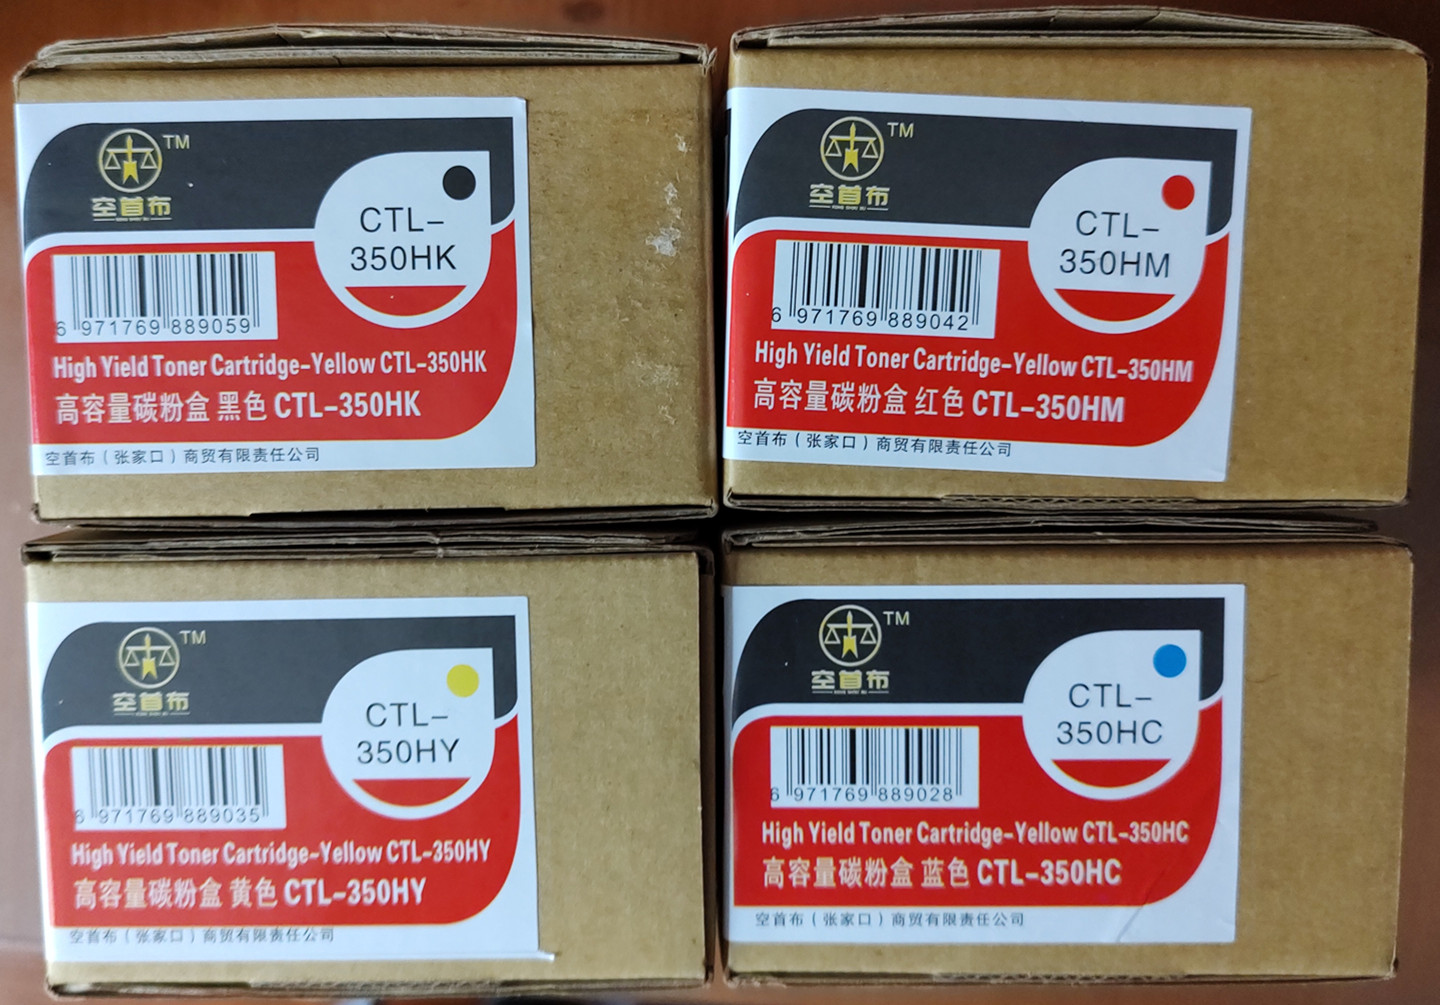 TM
空首布
CTL-
350HK
6 971769 889059
High Yield Toner Cartridge-Yellow CTL-350HK
高容量碳粉盒 黑色 CTL-350HK
空首布（张家口）商贸有限责任公司
TM
空首布
CTL-
350HM
6 971769 889042
High Yield Toner Cartridge-Yellow CTL-350HM
高容量碳粉盒 红色 CTL-350HM
空首布（张家口）商贸有限责任公司
TM
空首布
CTL-
350HY
6 971769 889035
High Yield Toner Cartridge-Yellow CTL-350HY
高容量碳粉盒 黄色 CTL-350HY
空首布（张家口）商贸有限责任公司
TM
空首布
CTL-
350HC
6 971769 889028
High Yield Toner Cartridge-Yellow CTL-350HC
高容量碳粉盒 蓝色 CTL-350HC
空首布（张家口）商贸有限责任公司